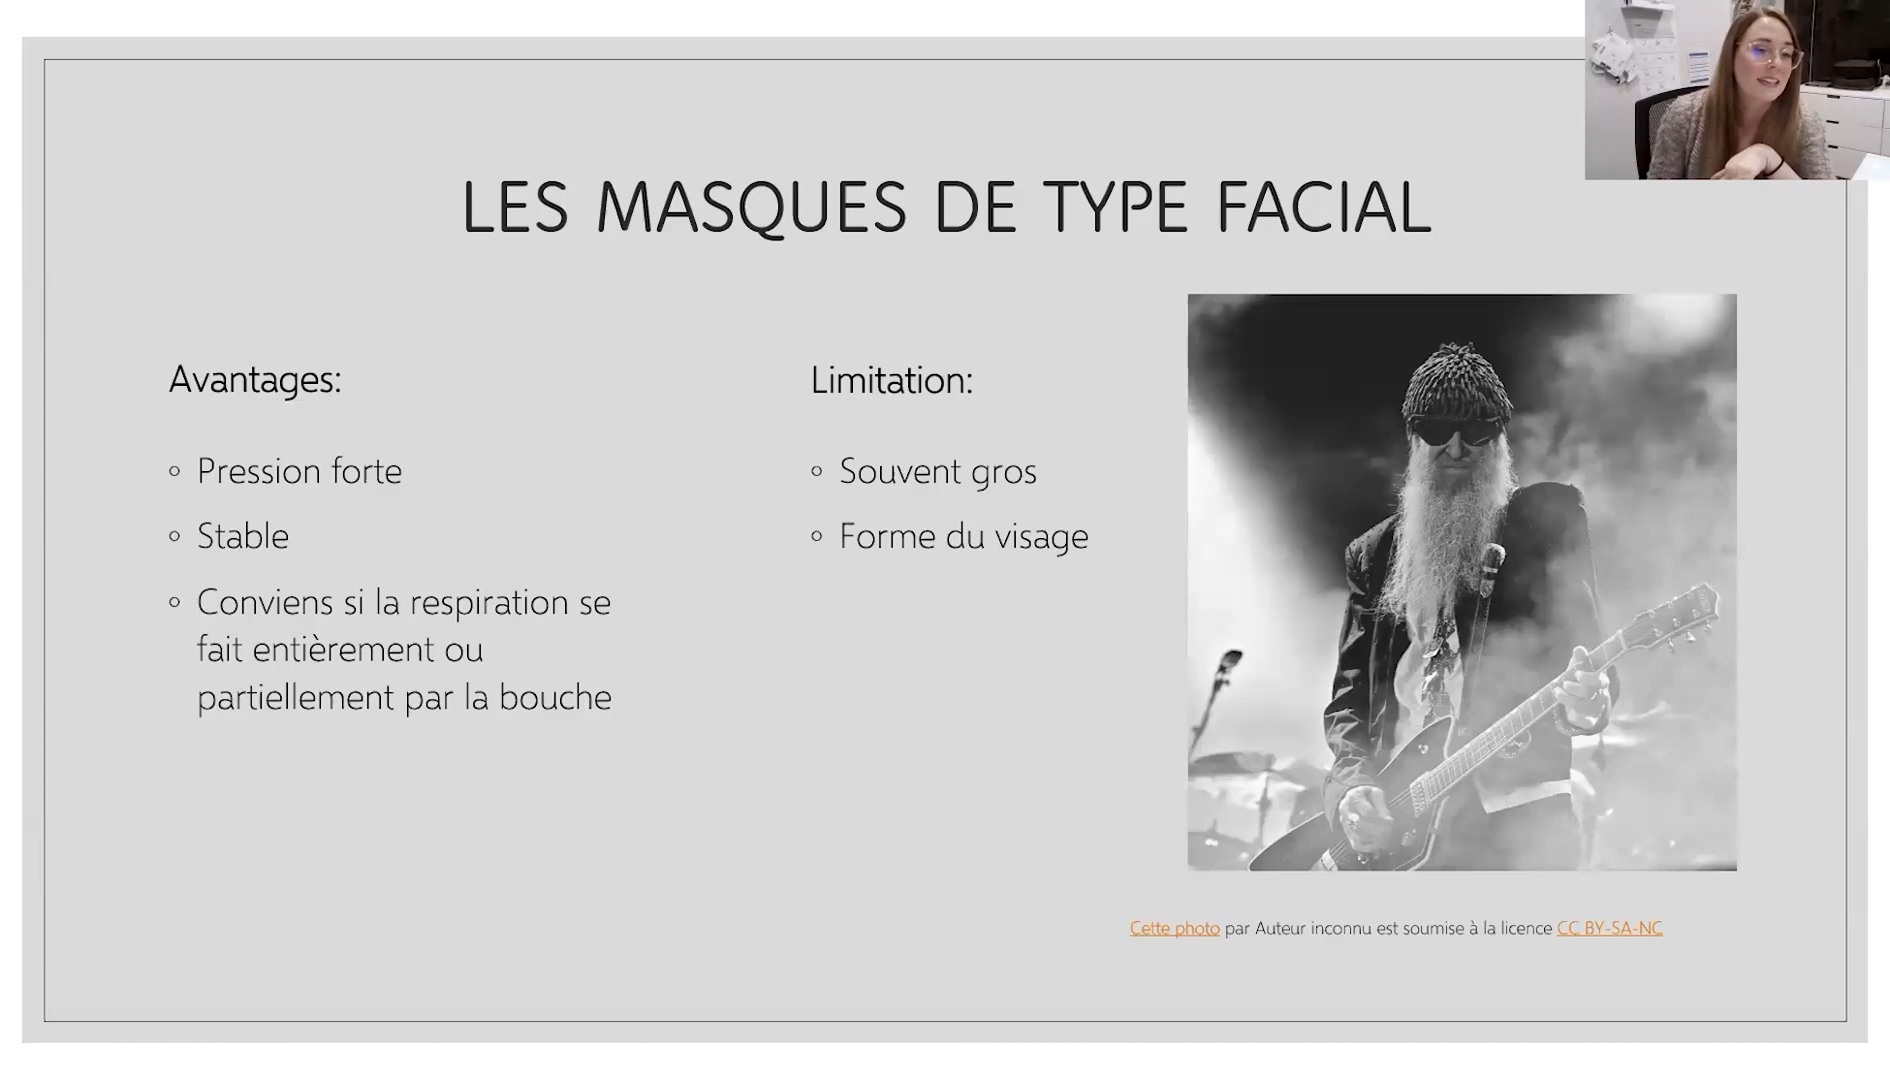 LES MASQUES DE TYPE FACIAL
Avantages:
Pression forte
Stable
Conviens si la respiration se
fait entièrement ou
partiellement par la bouche
Limitation:
Souvent gros
Forme du visage
Cette photo par Auteur inconnu est soumise à la licence CC BY-SA-NC